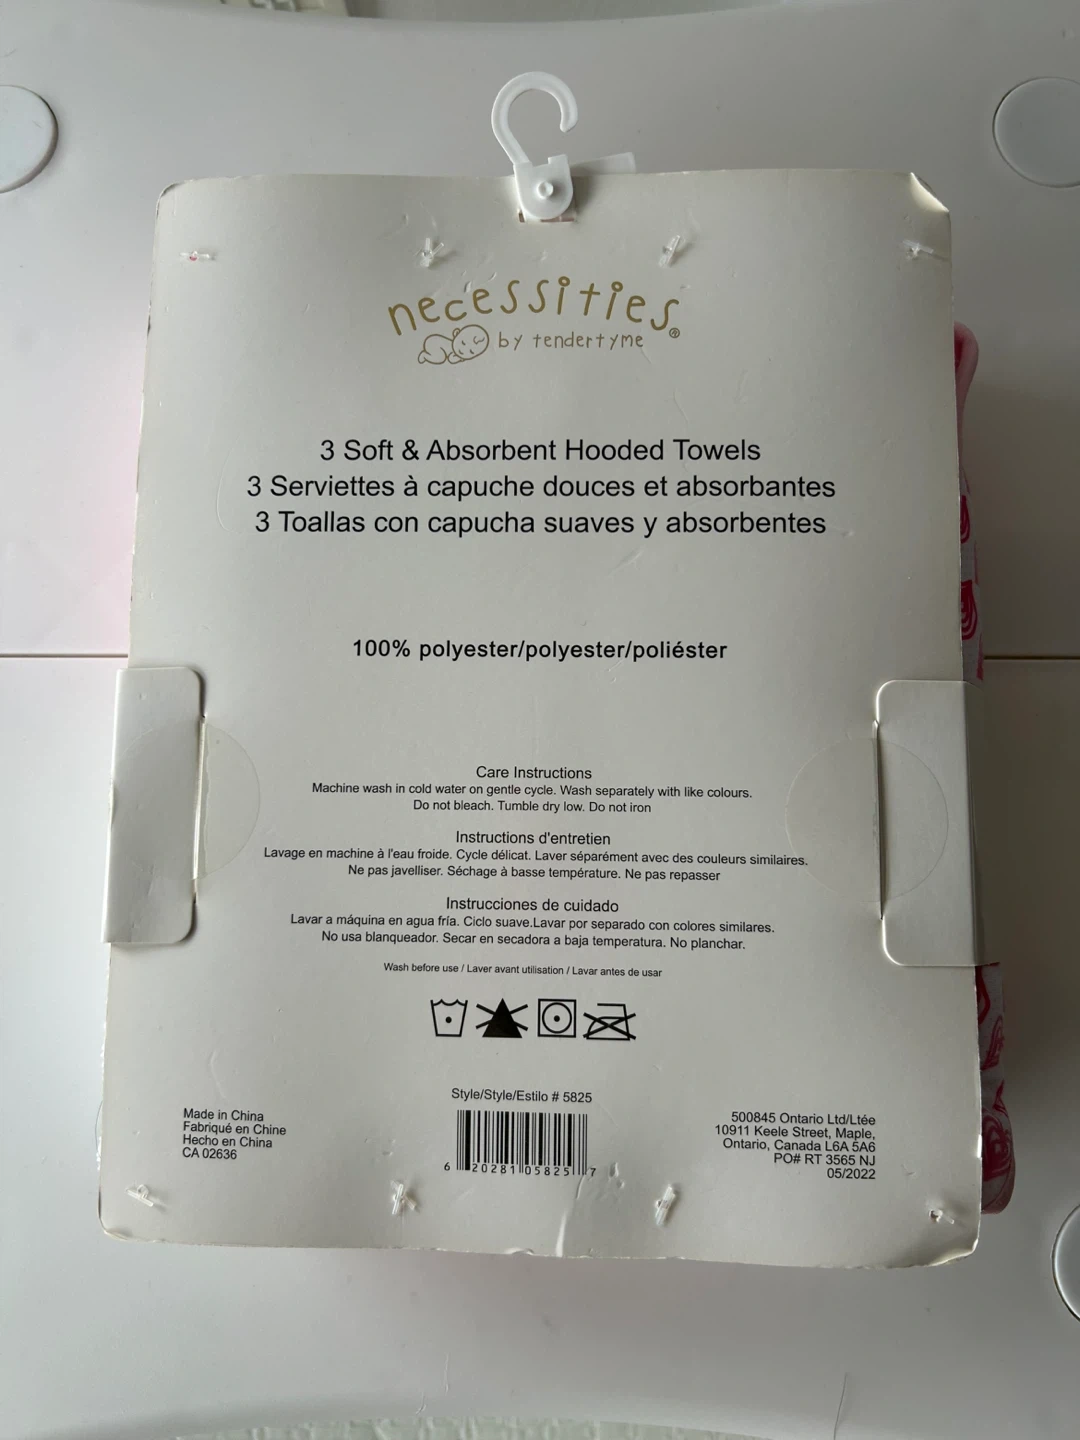 necessities®
by tendertyme
3 Soft & Absorbent Hooded Towels
3 Serviettes à capuche douces et absorbantes
3 Toallas con capucha suaves y absorbentes
100% polyester/polyester/poliéster
Care Instructions
Machine wash in cold water on gentle cycle. Wash separately with like colours.
Do not bleach. Tumble dry low. Do not iron
Instructions d'entretien
Lavage en machine à l'eau froide. Cycle délicat. Laver séparément avec des couleurs similaires.
Ne pas javelliser. Séchage à basse température. Ne pas repasser
Instrucciones de cuidado
Lavar a máquina en agua fría. Ciclo suave.Lavar por separado con colores similares.
No usa blanqueador. Secar en secadora a baja temperatura. No planchar.
Wash before use / Laver avant utilisation / Lavar antes de usar
Style/Style/Estilo # 5825
6 20281 05825 7
Made in China
Fabriqué en Chine
Hecho en China
CA 02636
500845 Ontario Ltd/Ltée
10911 Keele Street, Maple,
Ontario, Canada L6A 5A6
PO# RT 3565 NJ
05/2022